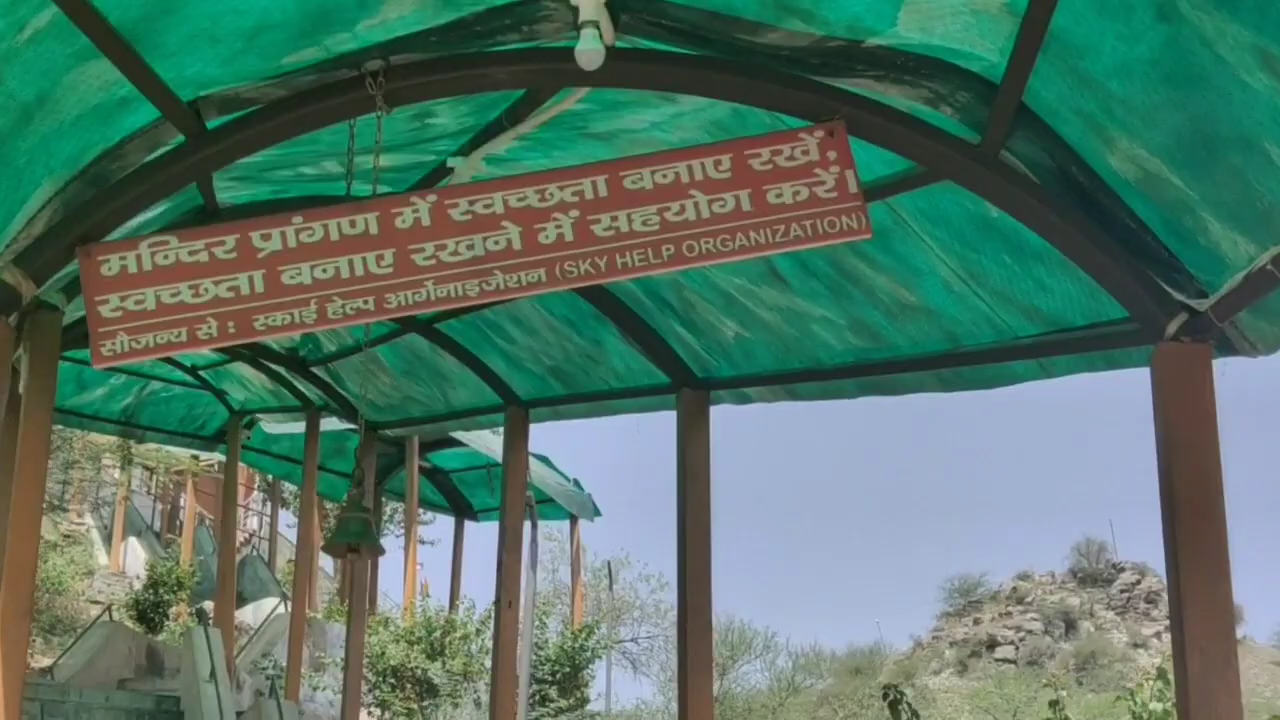 मन्दिर प्रांगण में स्वच्छता बनाए रखें,
स्वच्छता बनाए रखने में सहयोग करें।
सौजन्य से : स्काई हेल्प आर्गेनाइजेशन (SKY HELP ORGANIZATION)